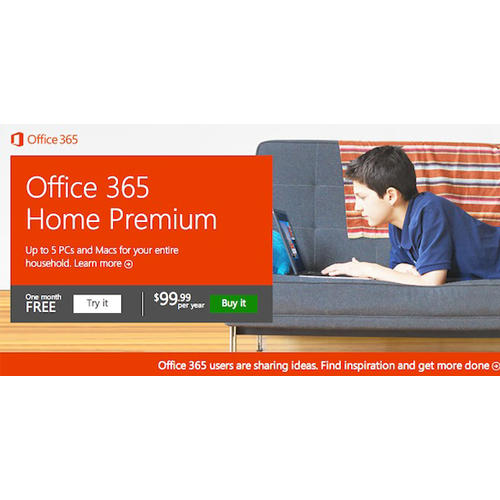 Office 365
Office 365
Home Premium
Up to 5 PCs and Macs for your entire
household. Learn more
One month
FREE
Try it
$99.99
per year
Buy it
Office 365 users are sharing ideas. Find inspiration and get more done